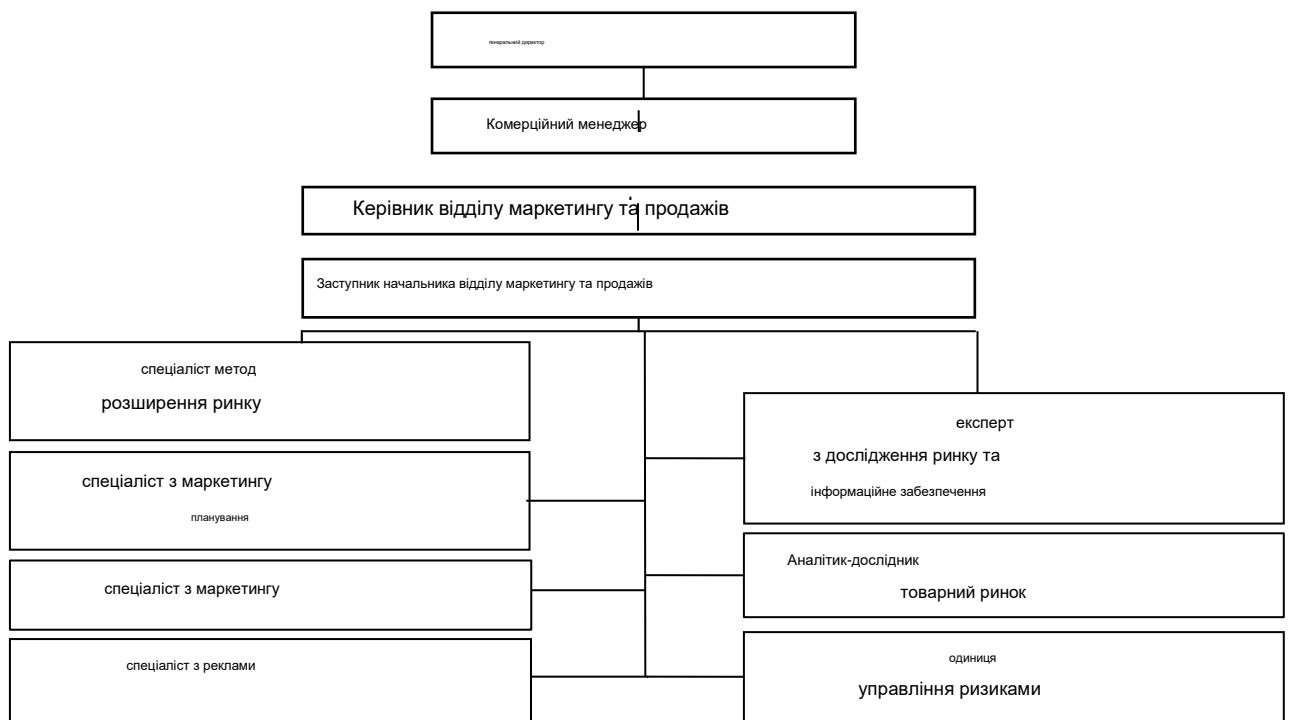 генеральний директор
Комерційний менеджер
Керівник відділу маркетингу та продажів
Заступник начальника відділу маркетингу та продажів
спеціаліст метод
розширення ринку
спеціаліст з маркетингу
планування
спеціаліст з маркетингу
спеціаліст з реклами
експерт
з дослідження ринку та
інформаційне забезпечення
Аналітик-дослідник
товарний ринок
одиниця
управління ризиками